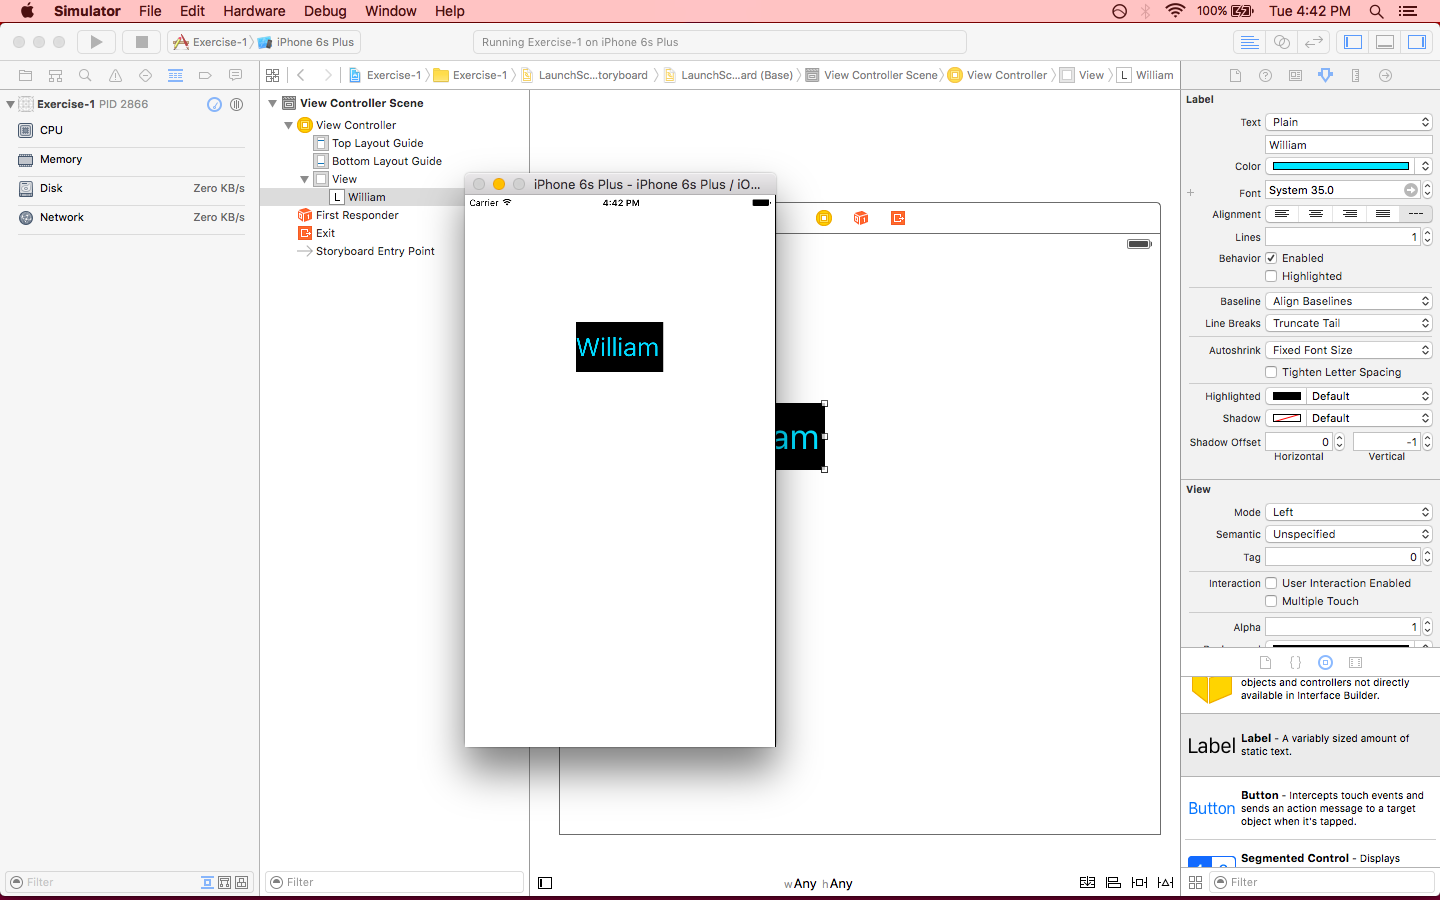 Simulator File Edit Hardware Debug Window Help 100% Tue 4:42 PM
Exercise-1 iPhone 6s Plus Running Exercise-1 on iPhone 6s Plus
Exercise-1 Exercise-1 LaunchSc...toryboard LaunchSc...ard (Base) View Controller Scene View Controller View L William
Exercise-1 PID 2866
CPU
Memory
Disk Zero KB/s
Network Zero KB/s
Filter
View Controller Scene
View Controller
Top Layout Guide
Bottom Layout Guide
View
L William
First Responder
Exit
Storyboard Entry Point
Filter
iPhone 6s Plus - iPhone 6s Plus / iO...
Carrier 4:42 PM
William
am
wAny hAny
Label
Text Plain
William
Color
Font System 35.0
Alignment
Lines 1
Behavior Enabled
Highlighted
Baseline Align Baselines
Line Breaks Truncate Tail
Autoshrink Fixed Font Size
Tighten Letter Spacing
Highlighted Default
Shadow Default
Shadow Offset 0 -1
Horizontal Vertical
View
Mode Left
Semantic Unspecified
Tag 0
Interaction User Interaction Enabled
Multiple Touch
Alpha 1
objects and controllers not directly
available in Interface Builder.
Label Label - A variably sized amount of
static text.
Button Button - Intercepts touch events and
sends an action message to a target
object when it's tapped.
Segmented Control - Displays
Filter